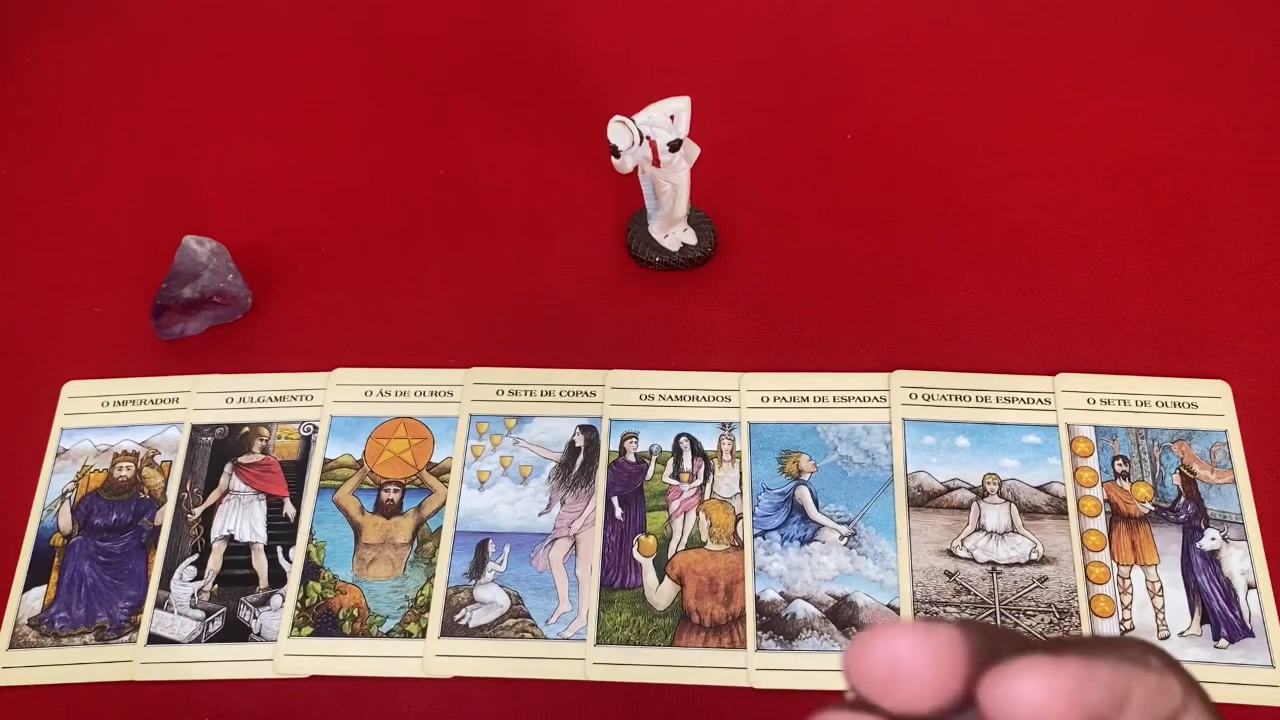 O IMPERADOR
O JULGAMENTO
O ÁS DE OUROS
O SETE DE COPAS
OS NAMORADOS
O PAJEM DE ESPADAS
O QUATRO DE ESPADAS
O SETE DE OUROS